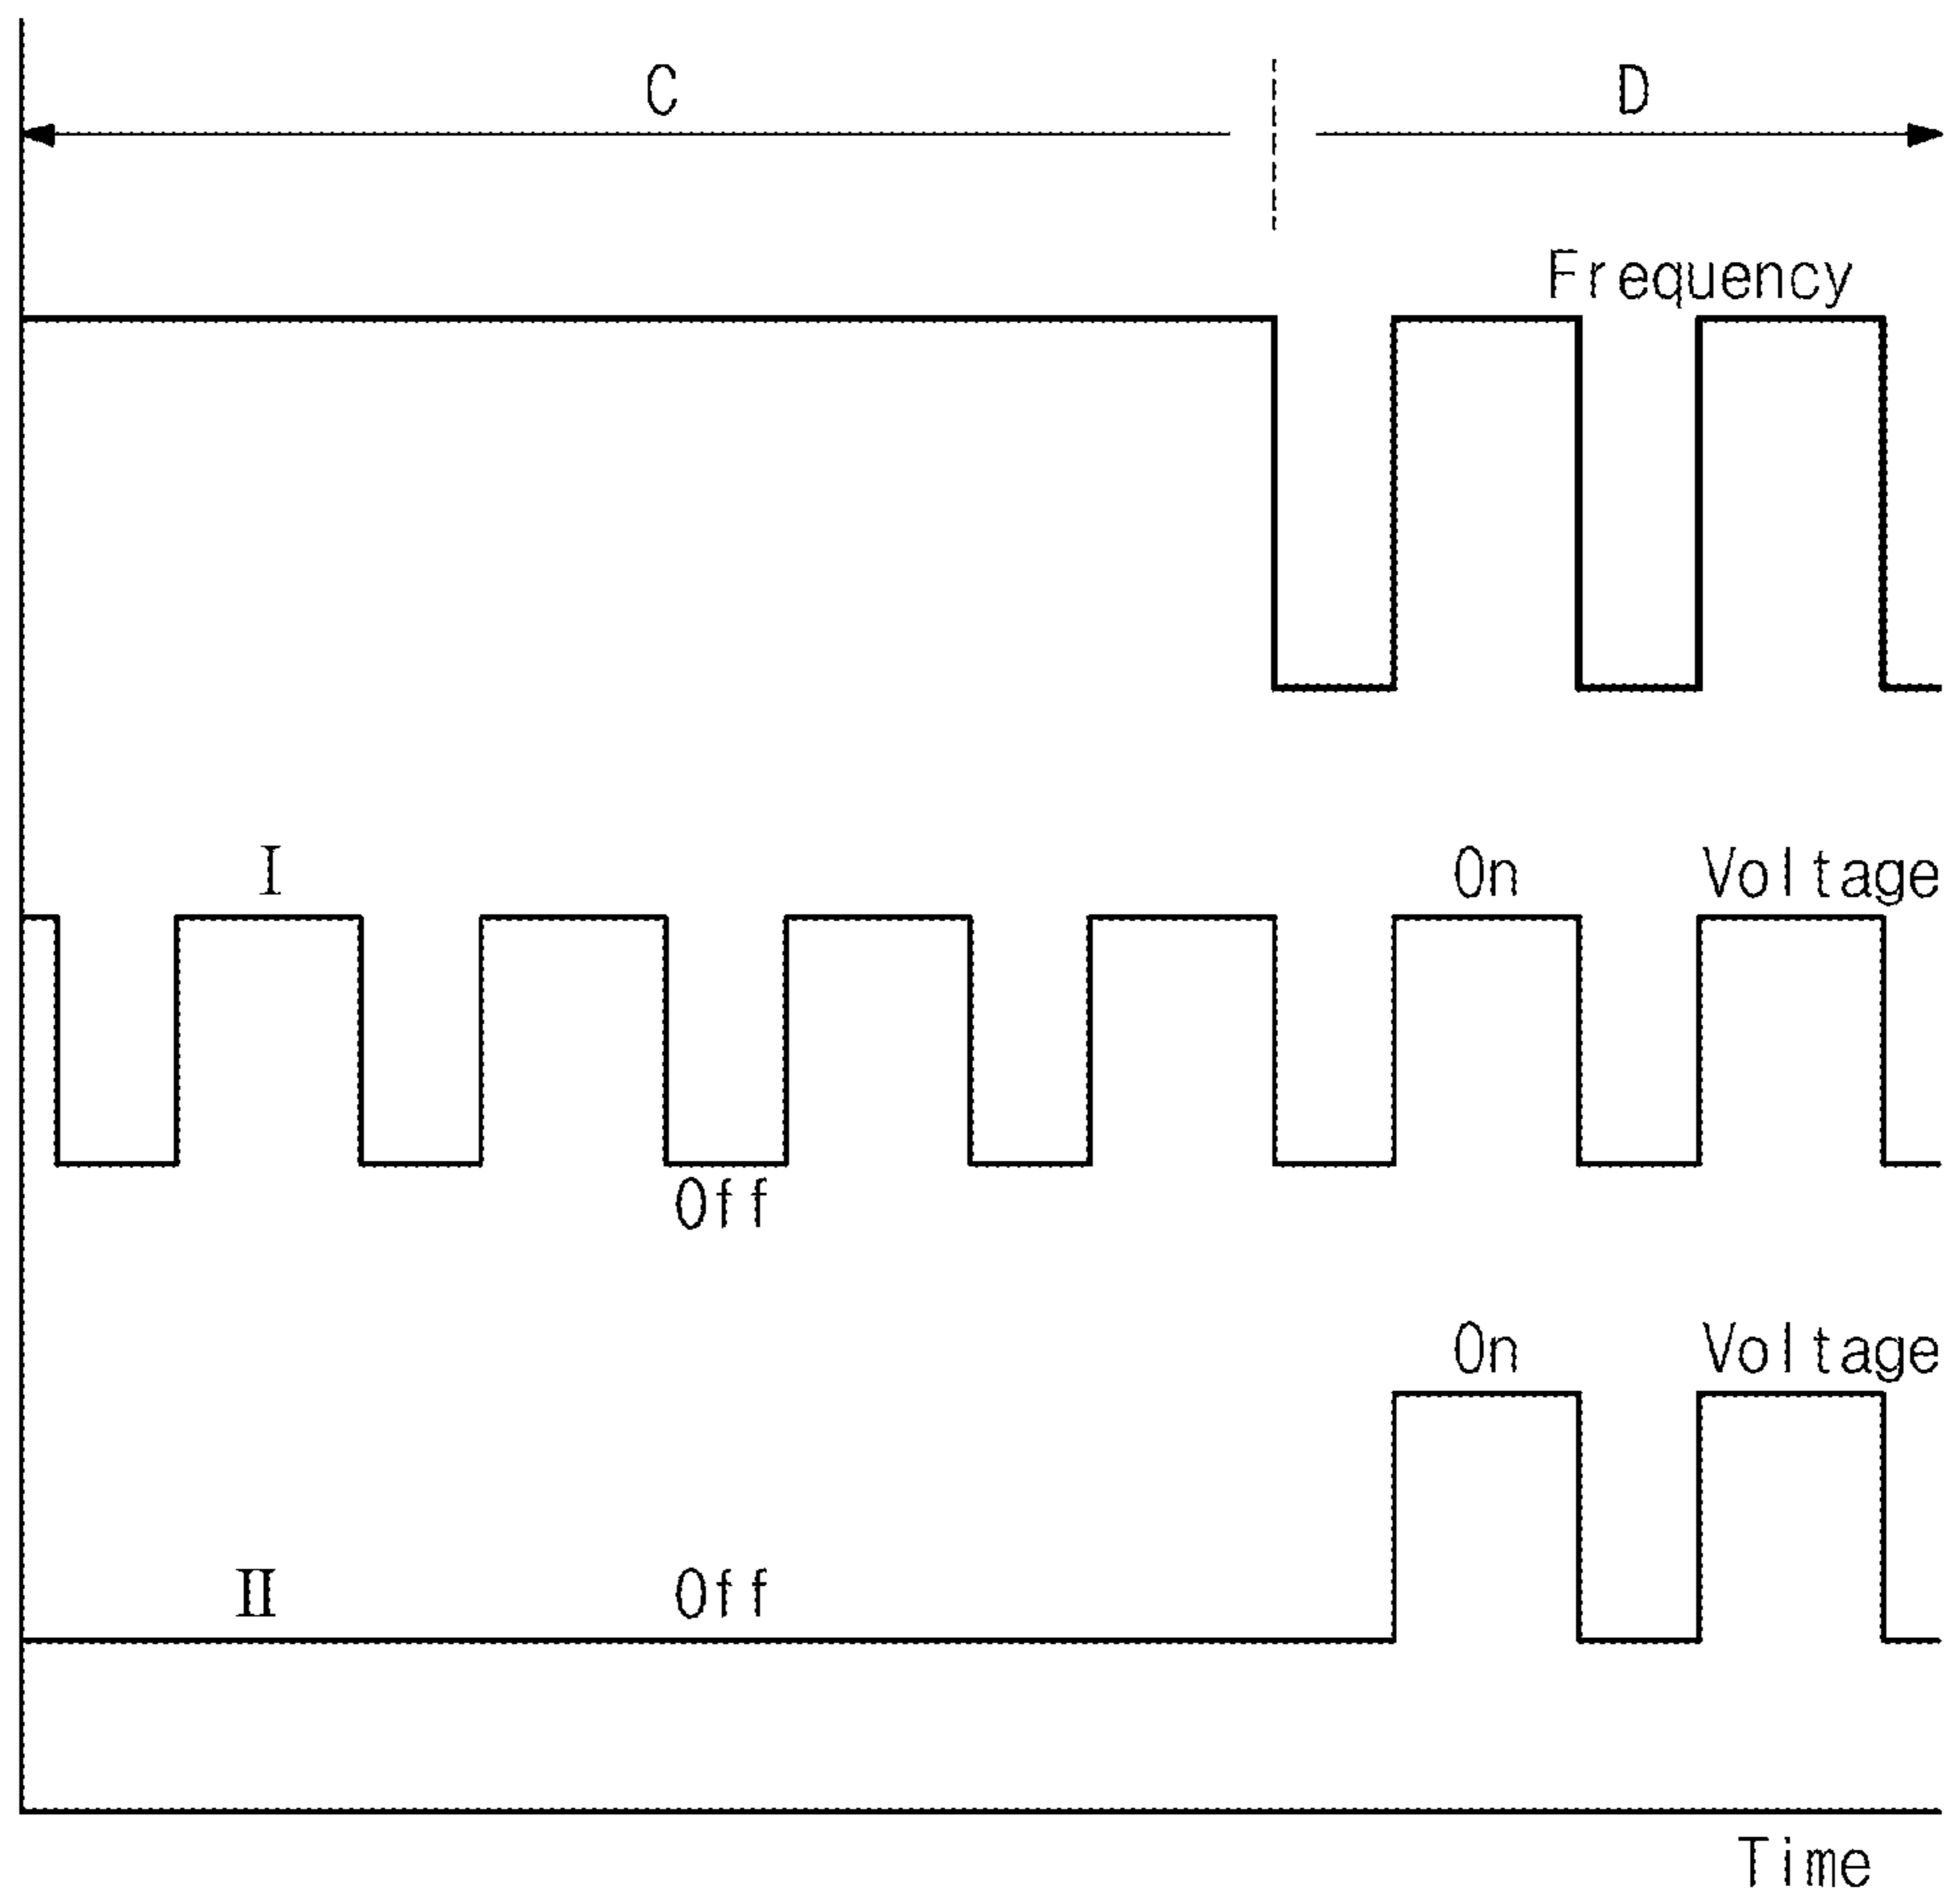 C D
Frequency
I On Voltage
Off
On Voltage
II Off
Time